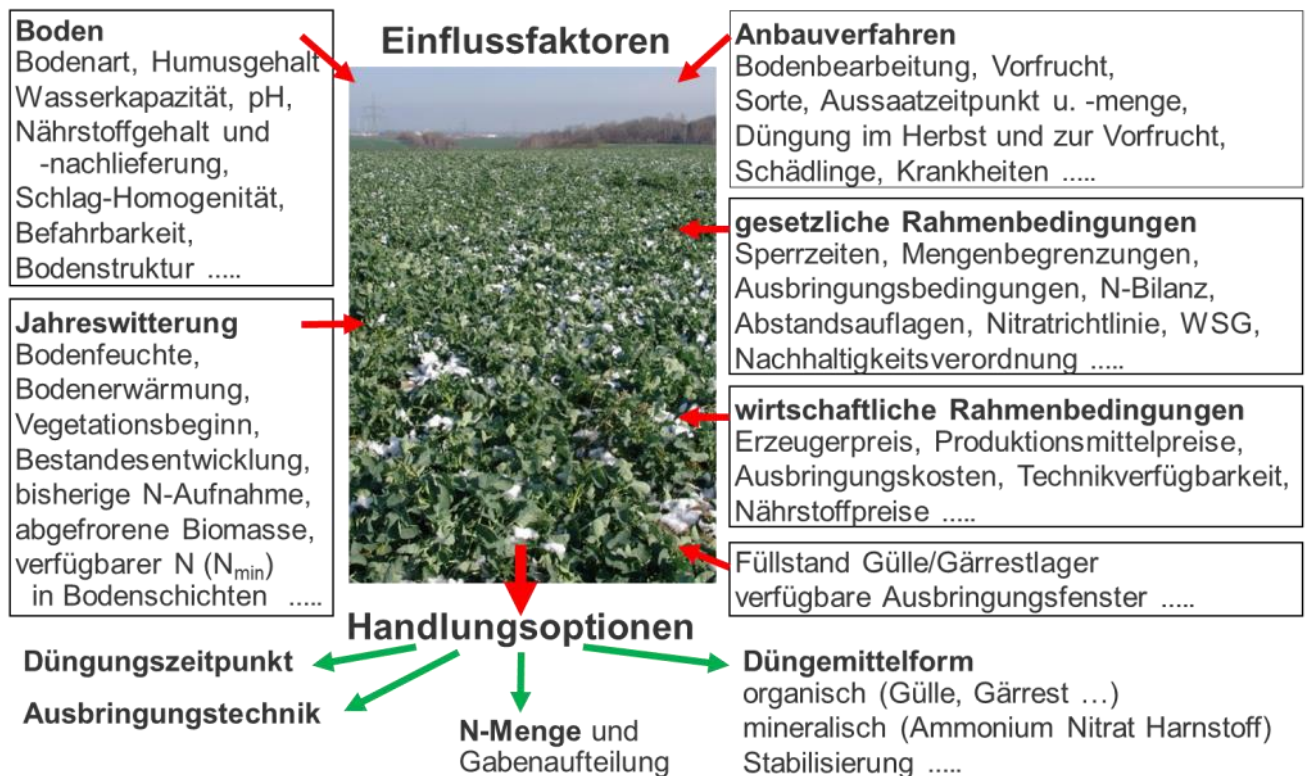 Einflussfaktoren
Boden
Bodenart, Humusgehalt
Wasserkapazität, pH,
Nährstoffgehalt und
-nachlieferung,
Schlag-Homogenität,
Befahrbarkeit,
Bodenstruktur .....
Jahreswitterung
Bodenfeuchte,
Bodenerwärmung,
Vegetationsbeginn,
Bestandesentwicklung,
bisherige N-Aufnahme,
abgefrorene Biomasse,
verfügbarer N (Nmin)
in Bodenschichten .....
Anbauverfahren
Bodenbearbeitung, Vorfrucht,
Sorte, Aussaatzeitpunkt u. -menge,
Düngung im Herbst und zur Vorfrucht,
Schädlinge, Krankheiten .....
gesetzliche Rahmenbedingungen
Sperrzeiten, Mengenbegrenzungen,
Ausbringungsbedingungen, N-Bilanz,
Abstandsauflagen, Nitratrichtlinie, WSG,
Nachhaltigkeitsverordnung .....
wirtschaftliche Rahmenbedingungen
Erzeugerpreis, Produktionsmittelpreise,
Ausbringungskosten, Technikverfügbarkeit,
Nährstoffpreise .....
Füllstand Gülle/Gärrestlager
verfügbare Ausbringungsfenster .....
Handlungsoptionen
Düngungszeitpunkt
Ausbringungstechnik
N-Menge und
Gabenaufteilung
Düngemittelform
organisch (Gülle, Gärrest …)
mineralisch (Ammonium Nitrat Harnstoff)
Stabilisierung .....